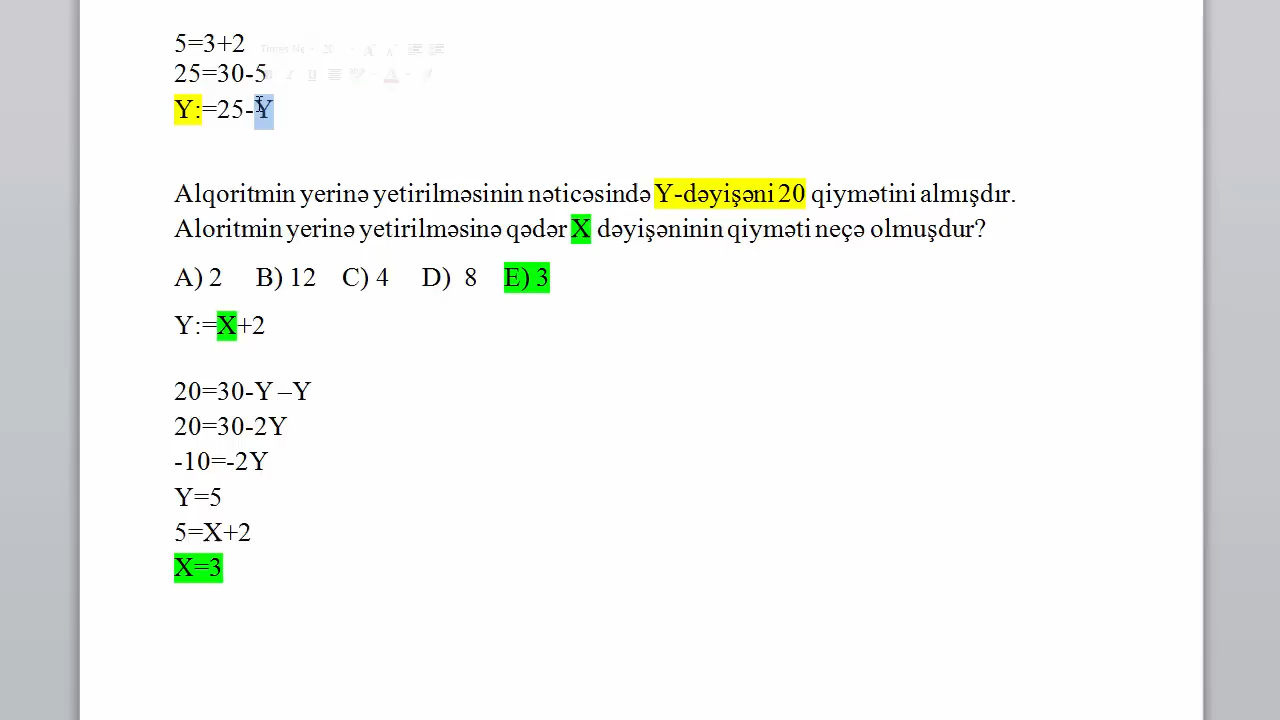 5=3+2
25=30-5
Y:=25-Y
Alqoritmin yerinə yetirilməsinin nəticəsində Y-dəyişəni 20 qiymətini almışdır.
Aloritmin yerinə yetirilməsinə qədər X dəyişəninin qiyməti neçə olmuşdur?
A) 2 B) 12 C) 4 D) 8 E) 3
Y:=X+2
20=30-Y –Y
20=30-2Y
-10=-2Y
Y=5
5=X+2
X=3